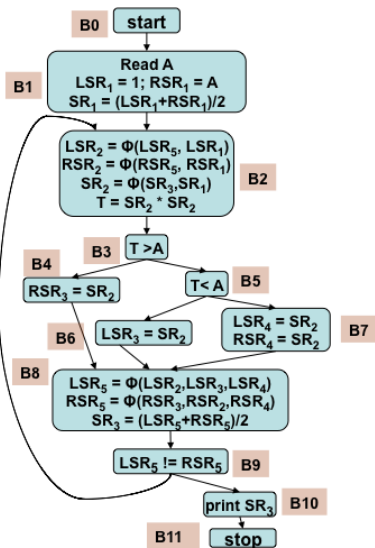 B0
start
B1
Read A
LSR₁ = 1; RSR₁ = A
SR₁ = (LSR₁+RSR₁)/2
LSR₂ = Φ(LSR₅, LSR₁)
RSR₂ = Φ(RSR₅, RSR₁)
SR₂ = Φ(SR₃,SR₁)
T = SR₂ * SR₂
B2
B3
T >A
B4
RSR₃ = SR₂
T< A
B5
B6
LSR₃ = SR₂
LSR₄ = SR₂
RSR₄ = SR₂
B7
B8
LSR₅ = Φ(LSR₂,LSR₃,LSR₄)
RSR₅ = Φ(RSR₃,RSR₂,RSR₄)
SR₃ = (LSR₅+RSR₅)/2
LSR₅ != RSR₅
B9
print SR₃
B10
B11
stop